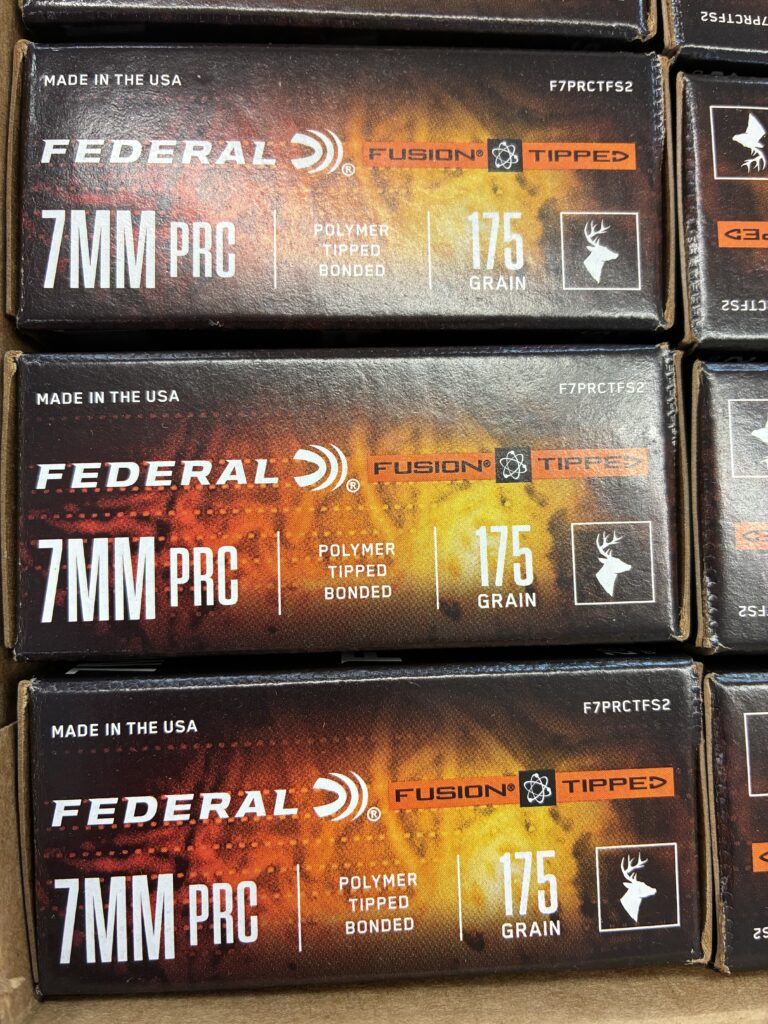 7PRCTFS2
MADE IN THE USA
F7PRCTFS2
FEDERAL® FUSION® TIPPED
7MM PRC
POLYMER
TIPPED
BONDED
175
GRAIN
MADE IN THE USA
F7PRCTFS2
FEDERAL® FUSION® TIPPED
7MM PRC
POLYMER
TIPPED
BONDED
175
GRAIN
MADE IN THE USA
F7PRCTFS2
FEDERAL® FUSION® TIPPED
7MM PRC
POLYMER
TIPPED
BONDED
175
GRAIN